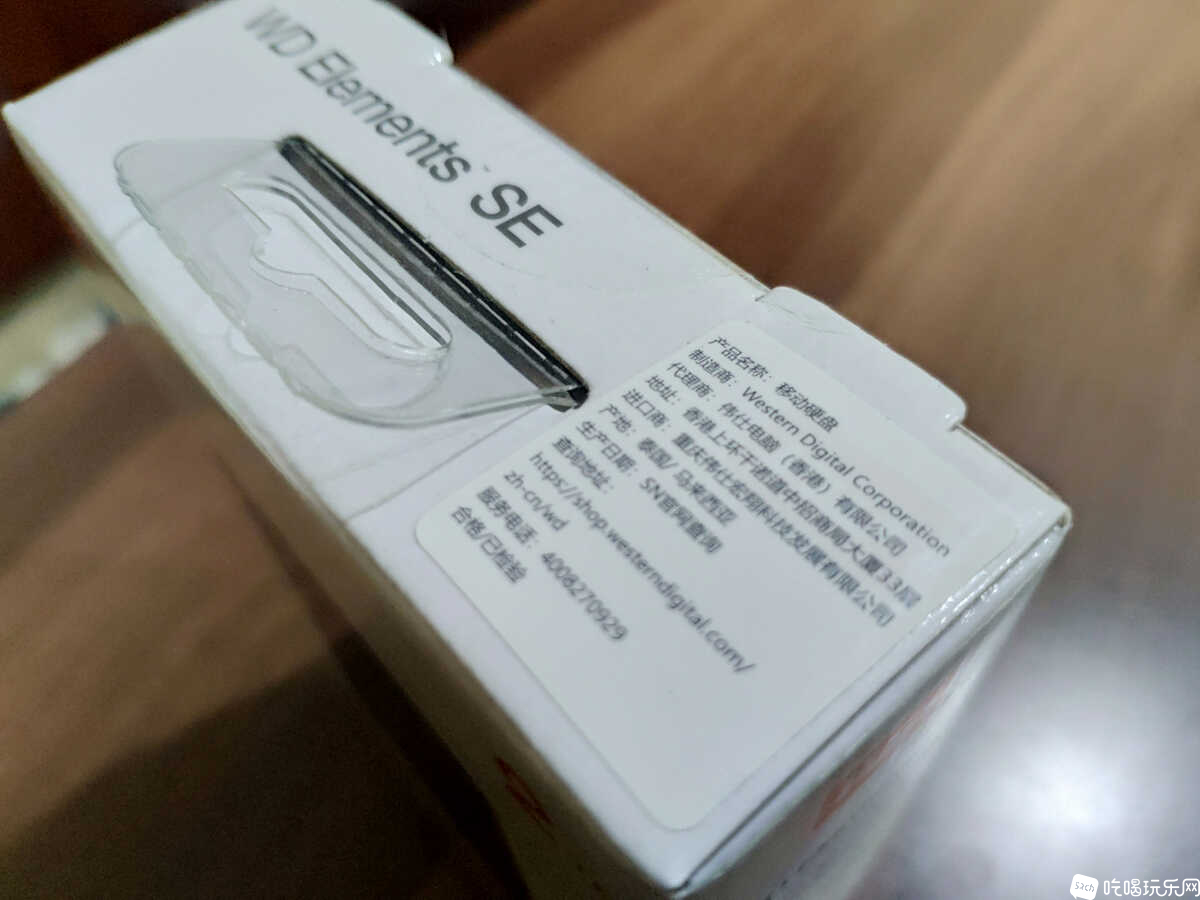 WD Elements™ SE
产品名称：移动硬盘
制造商：Western Digital Corporation
代理商：伟仕电脑（香港）有限公司
地址：香港上环干诺道中招商局大厦33层
进口商：重庆伟仕宏翔科技发展有限公司
产地：泰国/马来西亚
生产日期：SN官网查询
查询地址：
https://shop.westerndigital.com/
zh-cn/wd
服务电话：4008270929
合格/已检验
sach 吃喝玩乐网